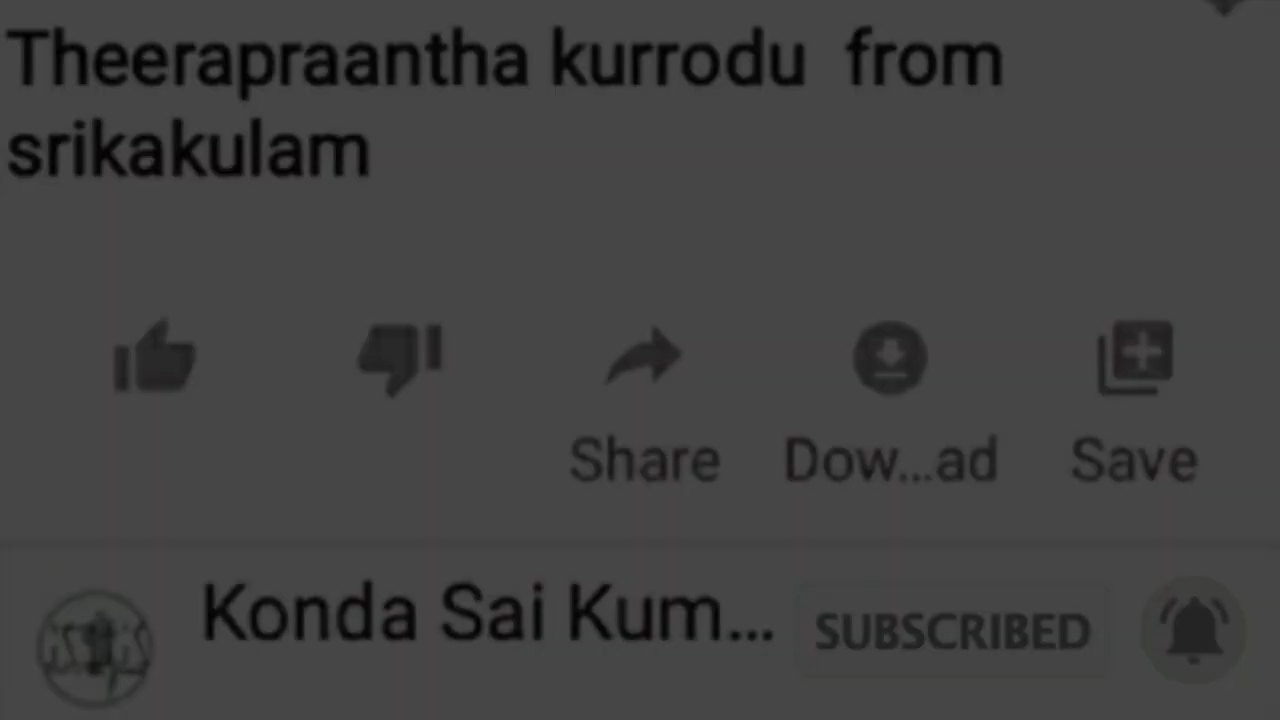 Theerapraantha kurrodu from
srikakulam
Share Dow...ad Save
Konda Sai Kum... SUBSCRIBED